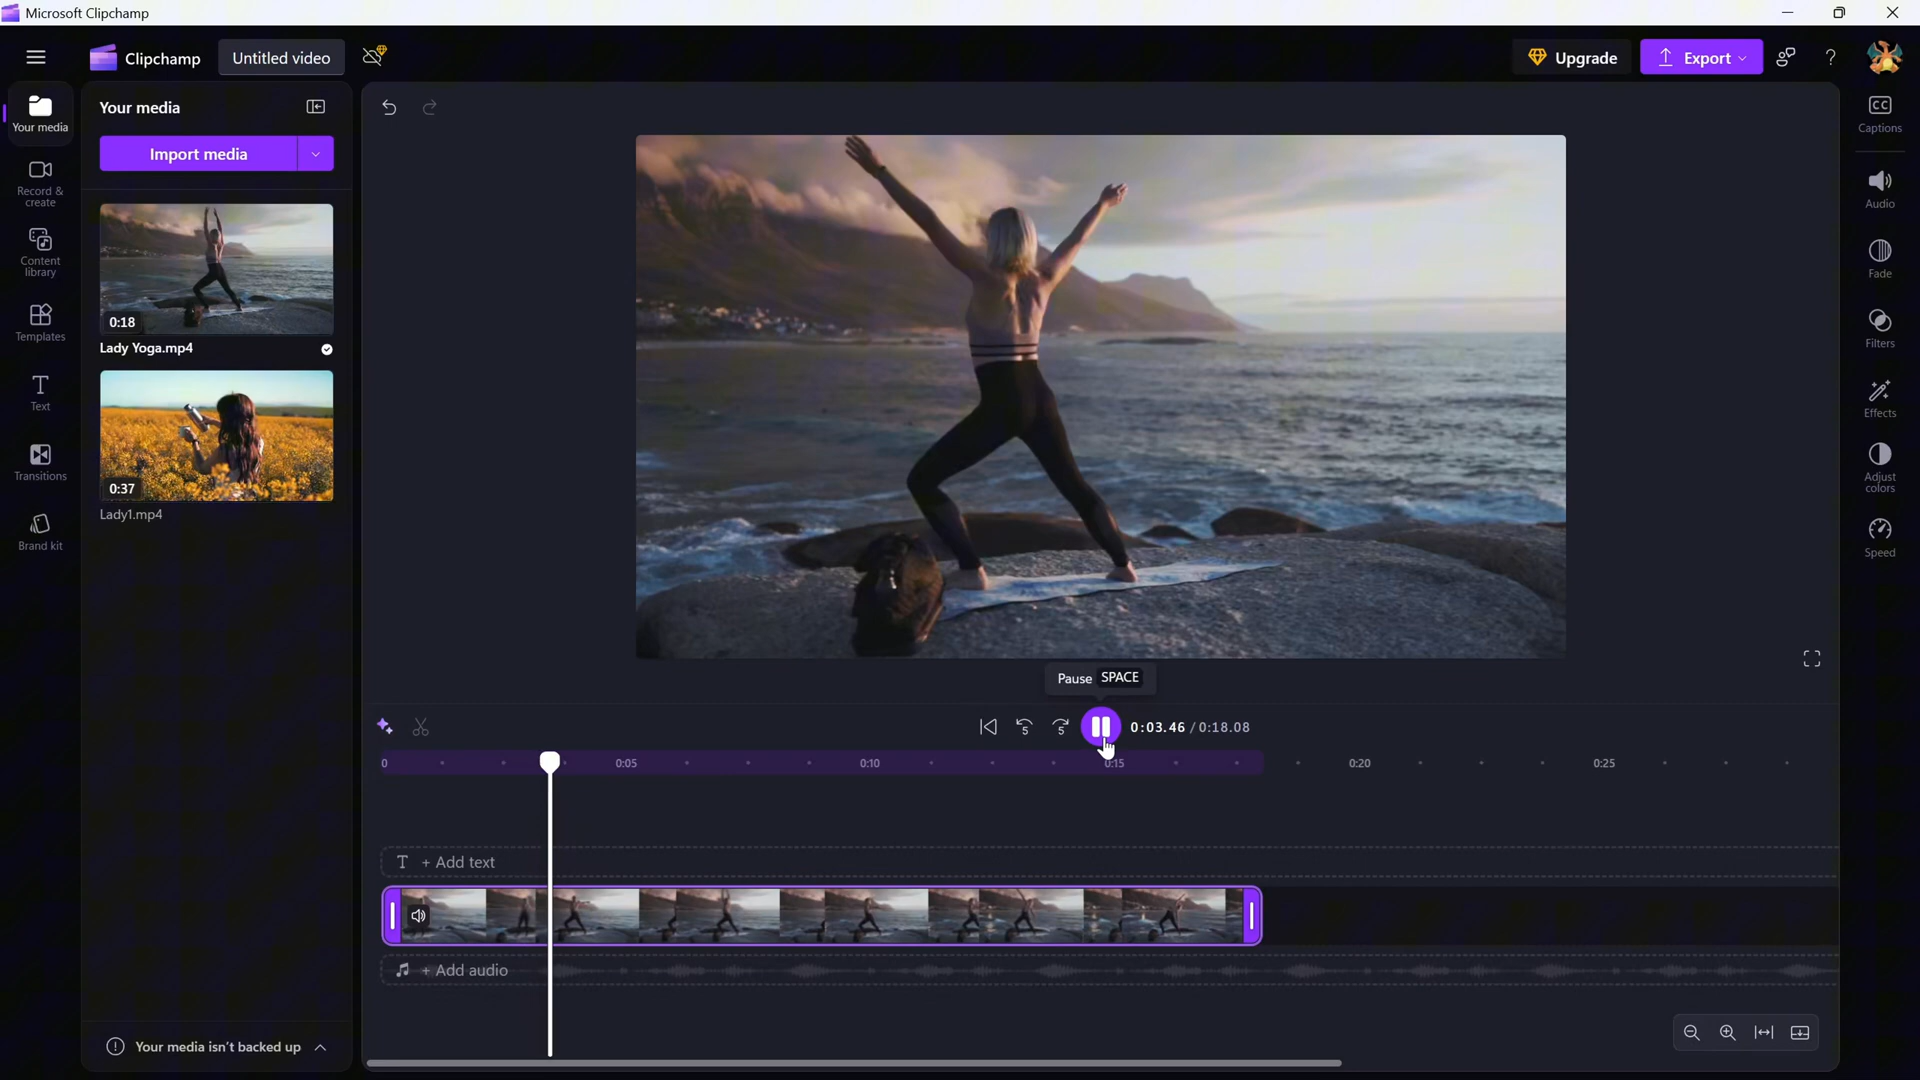 Microsoft Clipchamp
Clipchamp
Untitled video
Upgrade
Export
?
Your media
Record &
create
Content
library
Templates
Text
Transitions
Brand kit
Your media
Import media
0:18
Lady Yoga.mp4
0:37
Lady1.mp4
Your media isn't backed up
Pause SPACE
5
5
0:03.46 / 0:18.08
0
0:05
0:10
0:15
0:20
0:25
T + Add text
+ Add audio
CC
Captions
Audio
Fade
Filters
Effects
Adjust
colors
Speed